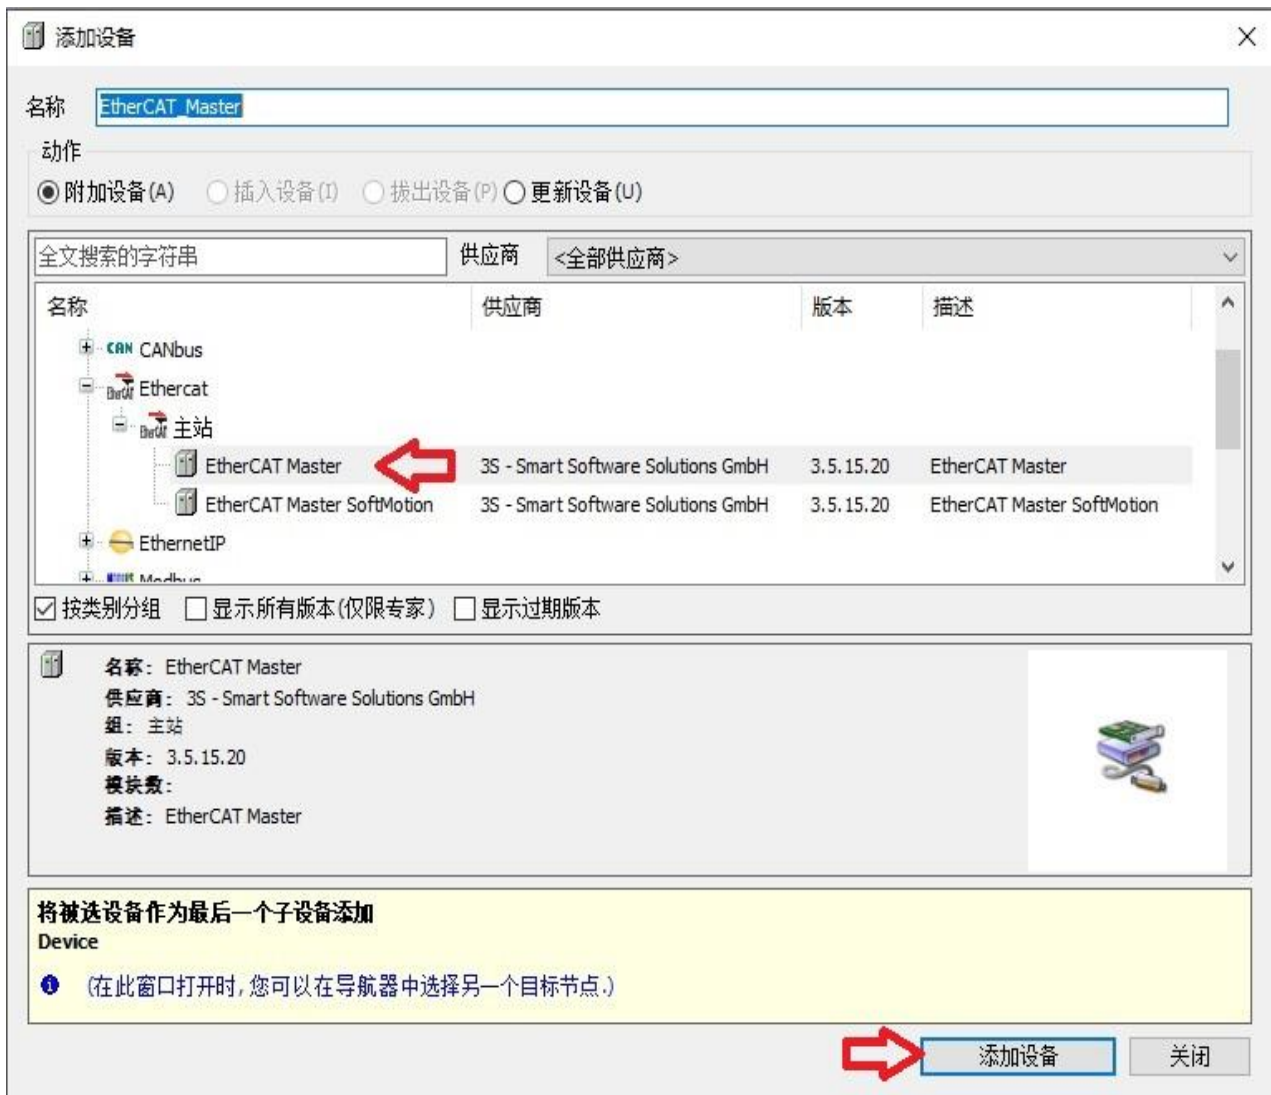 添加设备
名称 EtherCAT_Master
动作
附加设备(A) 插入设备(I) 拔出设备(P) 更新设备(U)
全文搜索的字符串 供应商 <全部供应商>
名称 供应商 版本 描述
CAN CANbus
EtherCAT Ethercat
EtherCAT 主站
EtherCAT Master 3S - Smart Software Solutions GmbH 3.5.15.20 EtherCAT Master
EtherCAT Master SoftMotion 3S - Smart Software Solutions GmbH 3.5.15.20 EtherCAT Master SoftMotion
EthernetIP
Modbus
按类别分组 显示所有版本(仅限专家) 显示过期版本
名称: EtherCAT Master
供应商: 3S - Smart Software Solutions GmbH
组: 主站
版本: 3.5.15.20
模块数:
描述: EtherCAT Master
将被选设备作为最后一个子设备添加
Device
(在此窗口打开时,您可以在导航器中选择另一个目标节点.)
添加设备 关闭